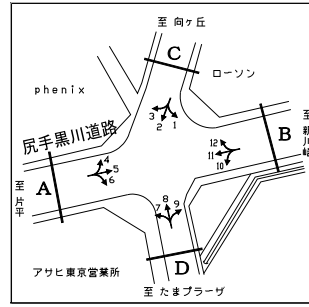 至 向ヶ丘
C
ローソン
phenix
3
2
1
尻手黒川道路
至 新川崎
B
12
11
10
4
5
6
A
至 片平
7
8
9
アサヒ東京営業所
D
至 たまプラーザ